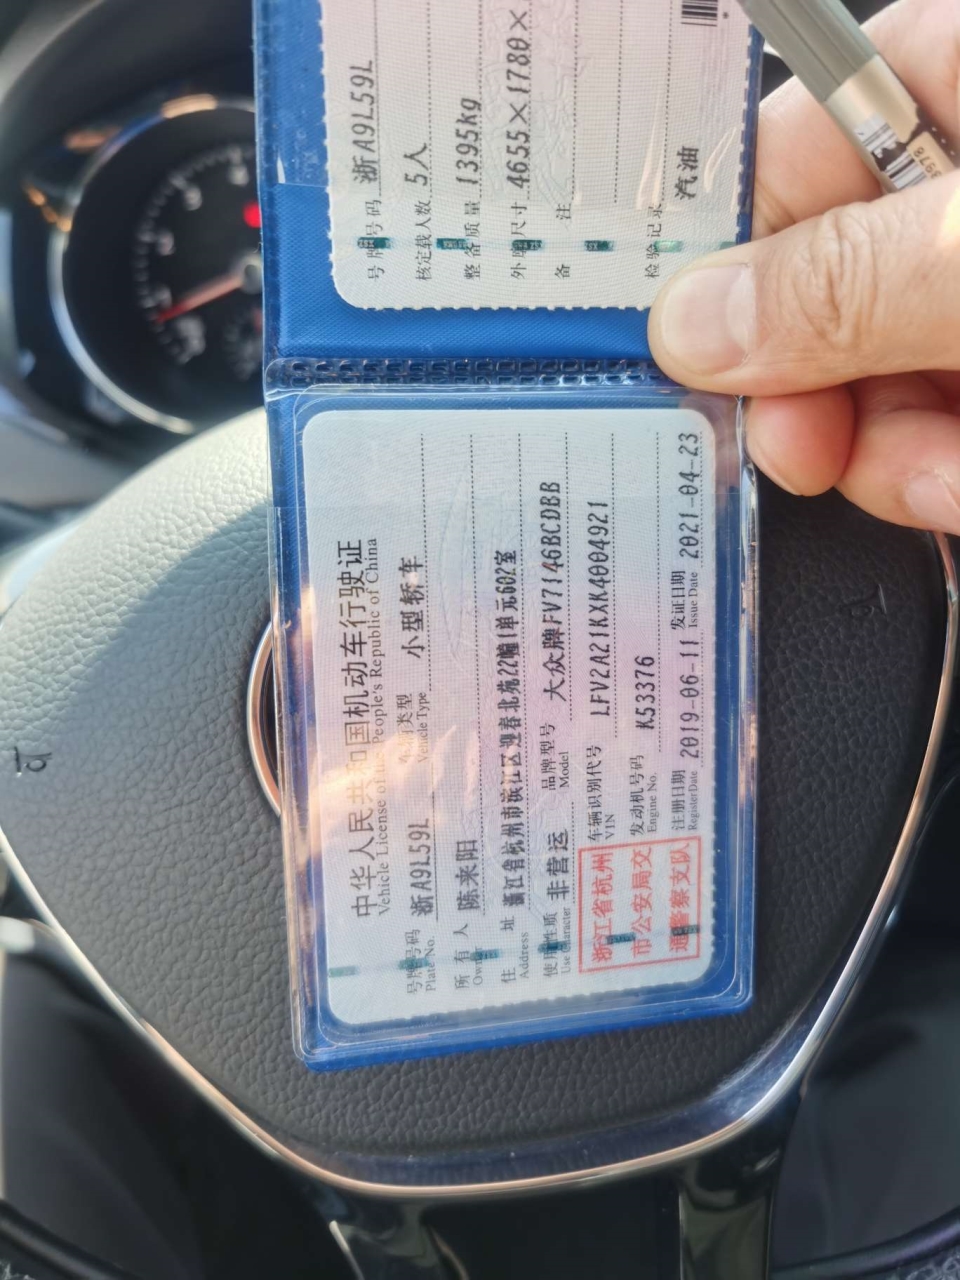 中华人民共和国机动车行驶证
Vehicle License of the People's Republic of China
号牌号码 浙A9L59L 车辆类型 小型轿车
Plate No. Vehicle Type
所有人 陈来阳
Owner
住址 浙江省杭州市滨江区迎春北苑22幢1单元602室
Address
使用性质 非营运 品牌型号 大众牌FV7146BCDBB
Use Character Model
浙江省杭州
市公安局交
通警察支队
车辆识别代号 LFV2A21KXK4004921
VIN
发动机号码 K53376
Engine No.
注册日期 2019-06-11 发证日期 2021-04-23
Register Date Issue Date
号牌号码 浙A9L59L
核定载人数 5人
整备质量 1395kg
外廓尺寸 4655×1780×
备注
检验记录
汽油